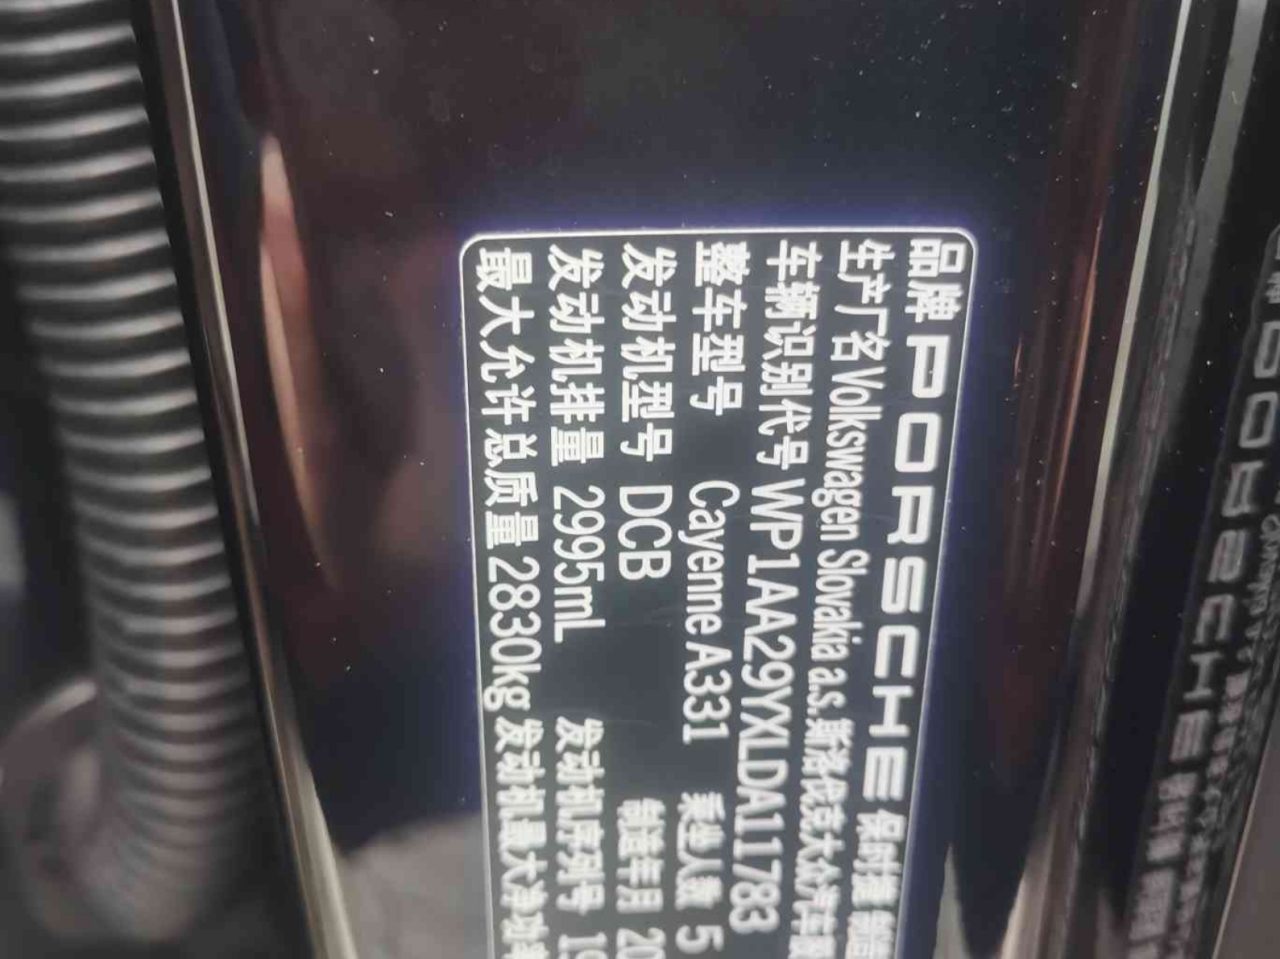 品牌 PORSCHE 保时捷 制造
生产厂名 Volkswagen Slovakia a.s.斯洛伐克大众汽车
车辆识别代号 WP1AA29YXLDA11783
整车型号 Cayenne A331 乘坐人数 5
发动机型号 DCB 制造年月 20
发动机排量 2995mL 发动机序列号 19
最大允许总质量 2830kg 发动机最大净功率